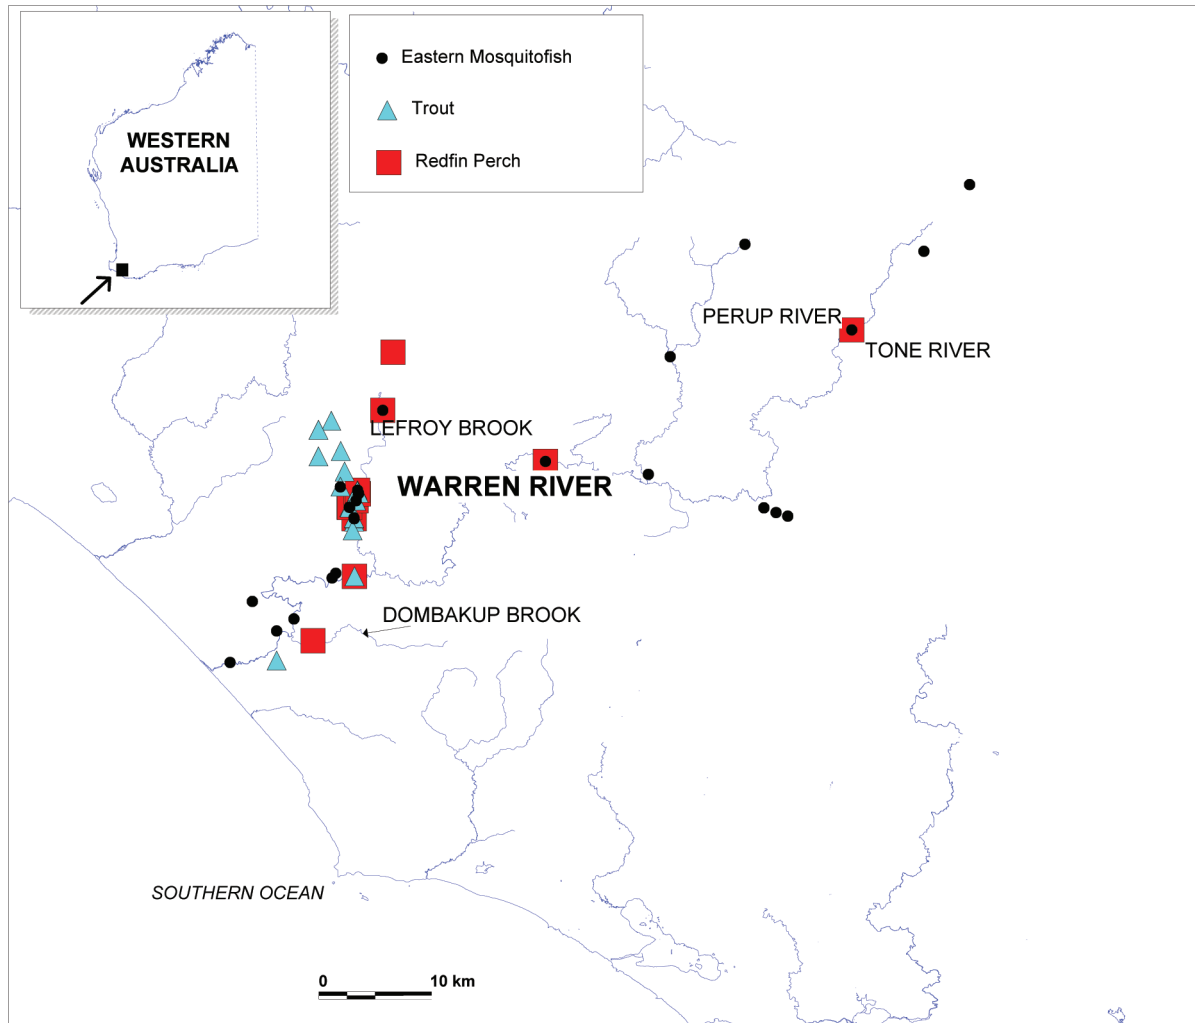 WESTERN
AUSTRALIA
Eastern Mosquitofish
Trout
Redfin Perch
PERUP RIVER
TONE RIVER
LEFROY BROOK
WARREN RIVER
DOMBAKUP BROOK
SOUTHERN OCEAN
0 10 km